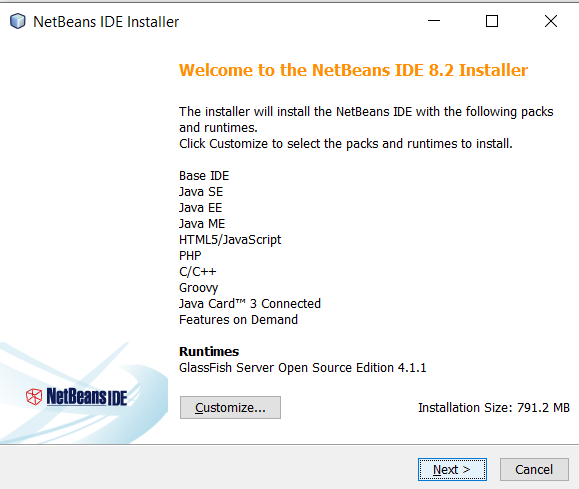 NetBeans IDE Installer
Welcome to the NetBeans IDE 8.2 Installer
The installer will install the NetBeans IDE with the following packs
and runtimes.
Click Customize to select the packs and runtimes to install.
Base IDE
Java SE
Java EE
Java ME
HTML5/JavaScript
PHP
C/C++
Groovy
Java Card™ 3 Connected
Features on Demand
Runtimes
GlassFish Server Open Source Edition 4.1.1
NetBeans IDE
Customize...
Installation Size: 791.2 MB
Next >
Cancel